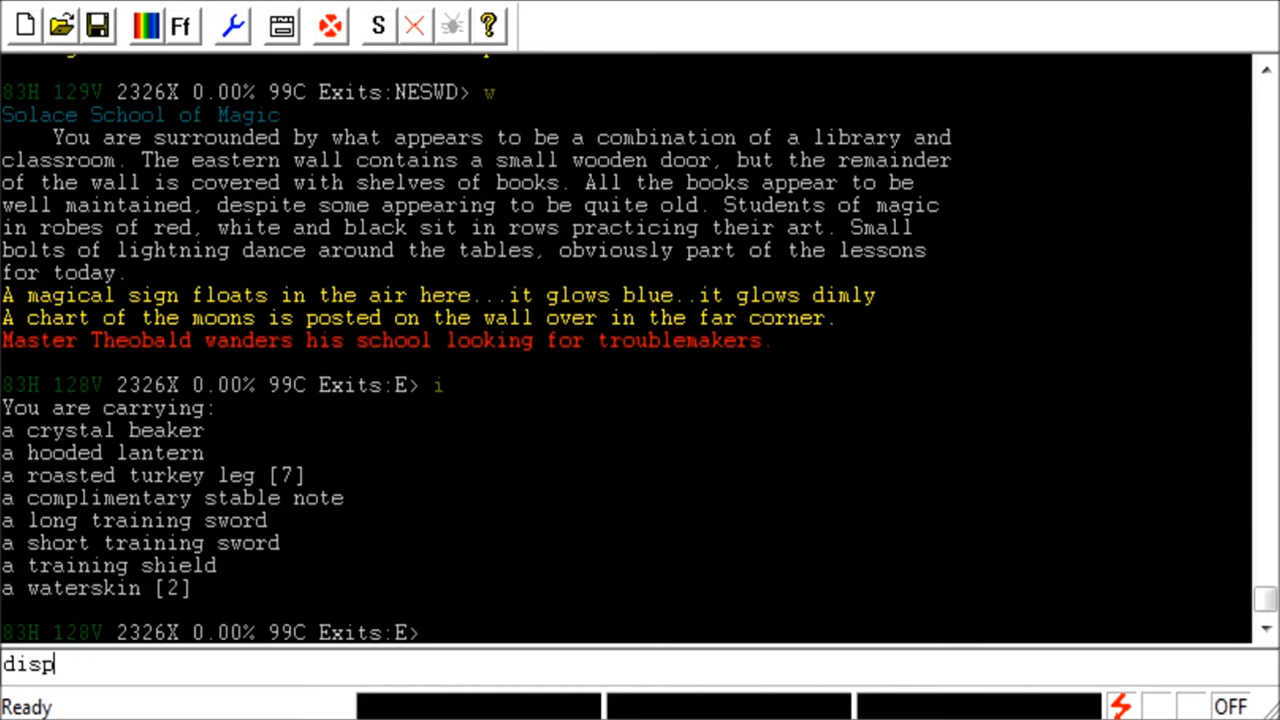 Ff
S
?
83H 129V 2326X 0.00% 99C Exits:NESWD> w
Solace School of Magic
You are surrounded by what appears to be a combination of a library and
classroom. The eastern wall contains a small wooden door, but the remainder
of the wall is covered with shelves of books. All the books appear to be
well maintained, despite some appearing to be quite old. Students of magic
in robes of red, white and black sit in rows practicing their art. Small
bolts of lightning dance around the tables, obviously part of the lessons
for today.
A magical sign floats in the air here...it glows blue..it glows dimly
A chart of the moons is posted on the wall over in the far corner.
Master Theobald wanders his school looking for troublemakers.
83H 128V 2326X 0.00% 99C Exits:E> i
You are carrying:
a crystal beaker
a hooded lantern
a roasted turkey leg [7]
a complimentary stable note
a long training sword
a short training sword
a training shield
a waterskin [2]
83H 128V 2326X 0.00% 99C Exits:E>
disp
Ready
OFF